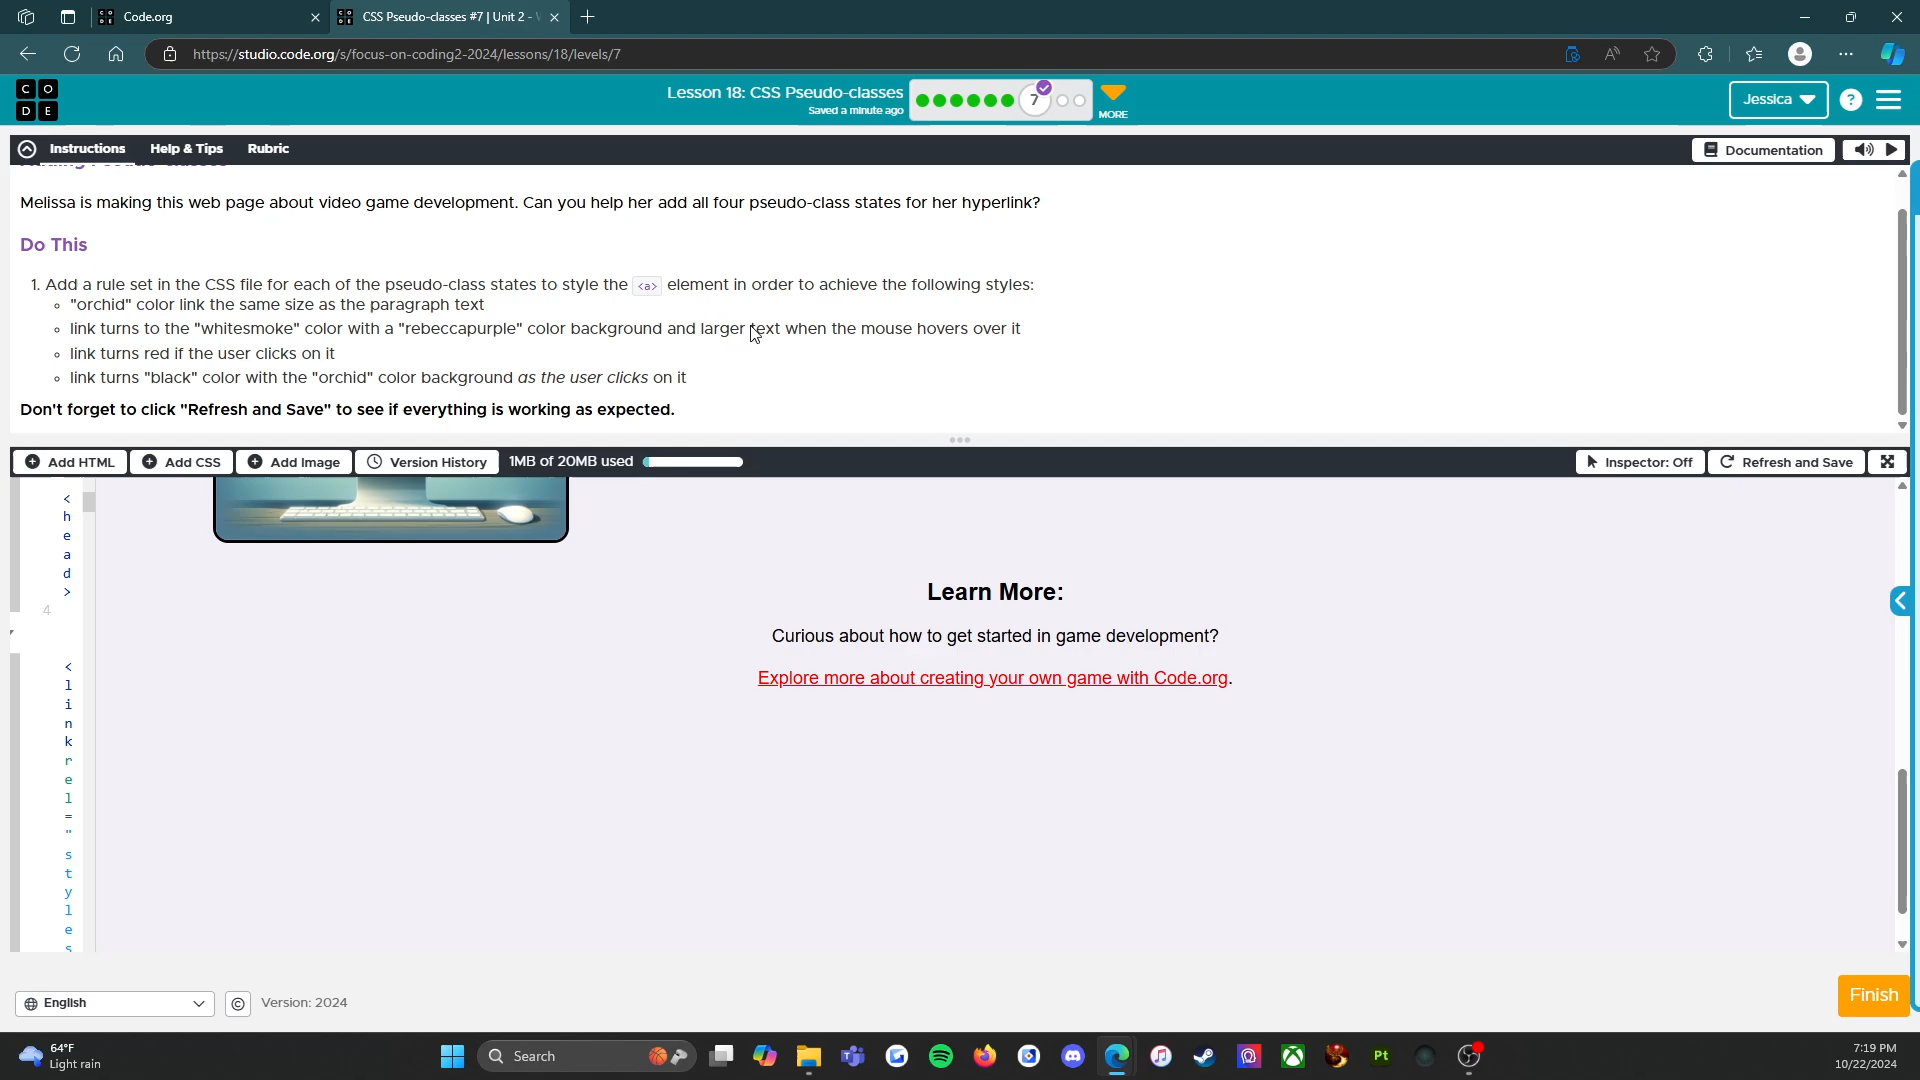 Code.org
CSS Pseudo-classes #7 | Unit 2 -
https://studio.code.org/s/focus-on-coding2-2024/lessons/18/levels/7
C O
D E
Lesson 18: CSS Pseudo-classes
Saved a minute ago
7
MORE
Jessica
?
Instructions
Help & Tips
Rubric
Documentation
Melissa is making this web page about video game development. Can you help her add all four pseudo-class states for her hyperlink?
Do This
1. Add a rule set in the CSS file for each of the pseudo-class states to style the <a> element in order to achieve the following styles:
"orchid" color link the same size as the paragraph text
link turns to the "whitesmoke" color with a "rebeccapurple" color background and larger text when the mouse hovers over it
link turns red if the user clicks on it
link turns "black" color with the "orchid" color background as the user clicks on it
Don't forget to click "Refresh and Save" to see if everything is working as expected.
Add HTML
Add CSS
Add Image
Version History
1MB of 20MB used
Inspector: Off
Refresh and Save
<
h
e
a
d
>
4
<
l
i
n
k
r
e
l
=
"
s
t
y
l
e
s
Learn More:
Curious about how to get started in game development?
Explore more about creating your own game with Code.org.
English
©
Version: 2024
Finish
64°F
Light rain
Search
Pt
7:19 PM
10/22/2024